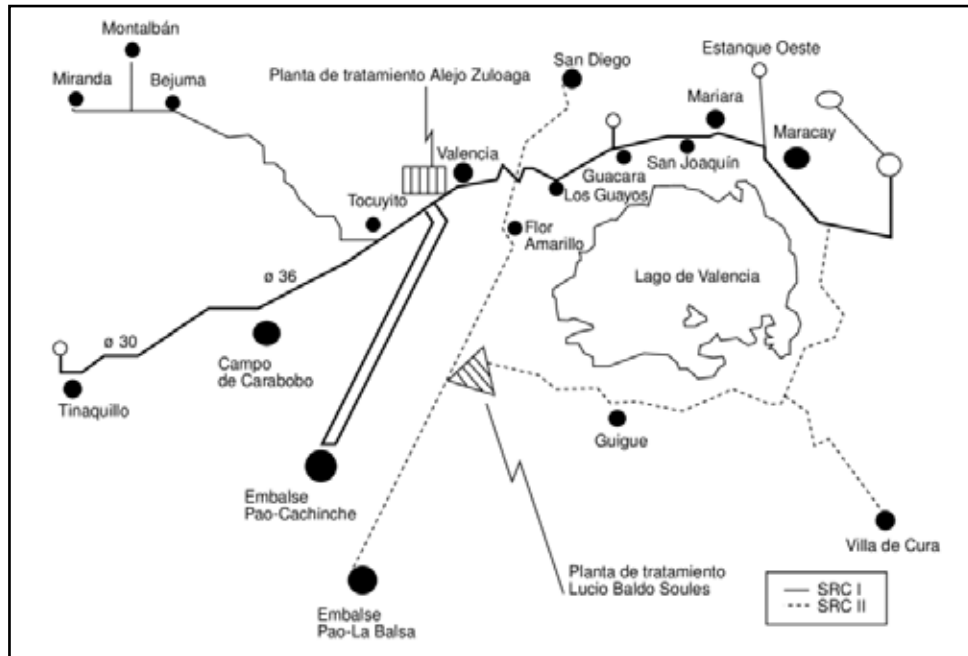 Montalbán
Miranda
Bejuma
Planta de tratamiento Alejo Zuloaga
San Diego
Estanque Oeste
Mariara
Maracay
Valencia
Guacara
San Joaquín
Los Guayos
Tocuyito
Flor
Amarillo
Lago de Valencia
ø 36
ø 30
Campo
de Carabobo
Tinaquillo
Guigue
Embalse
Pao-Cachinche
Villa de Cura
Planta de tratamiento
Lucio Baldo Soules
Embalse
Pao-La Balsa
SRC I
SRC II